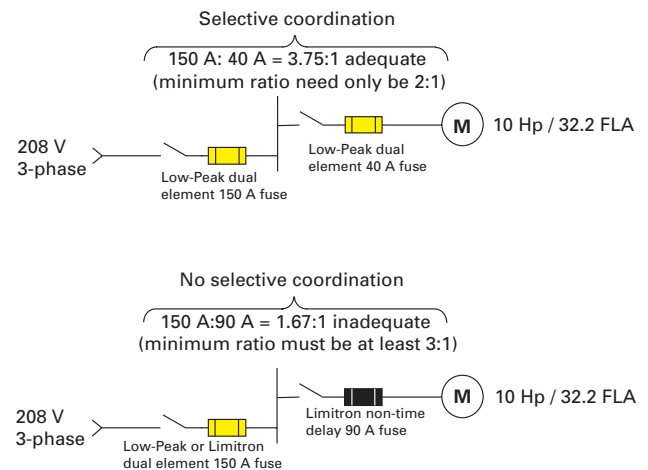 Selective coordination
150 A: 40 A = 3.75:1 adequate
(minimum ratio need only be 2:1)
M
10 Hp / 32.2 FLA
208 V
3-phase
Low-Peak dual
element 40 A fuse
Low-Peak dual
element 150 A fuse
No selective coordination
150 A:90 A = 1.67:1 inadequate
(minimum ratio must be at least 3:1)
M
10 Hp / 32.2 FLA
208 V
3-phase
Limitron non-time
delay 90 A fuse
Low-Peak or Limitron
dual element 150 A fuse